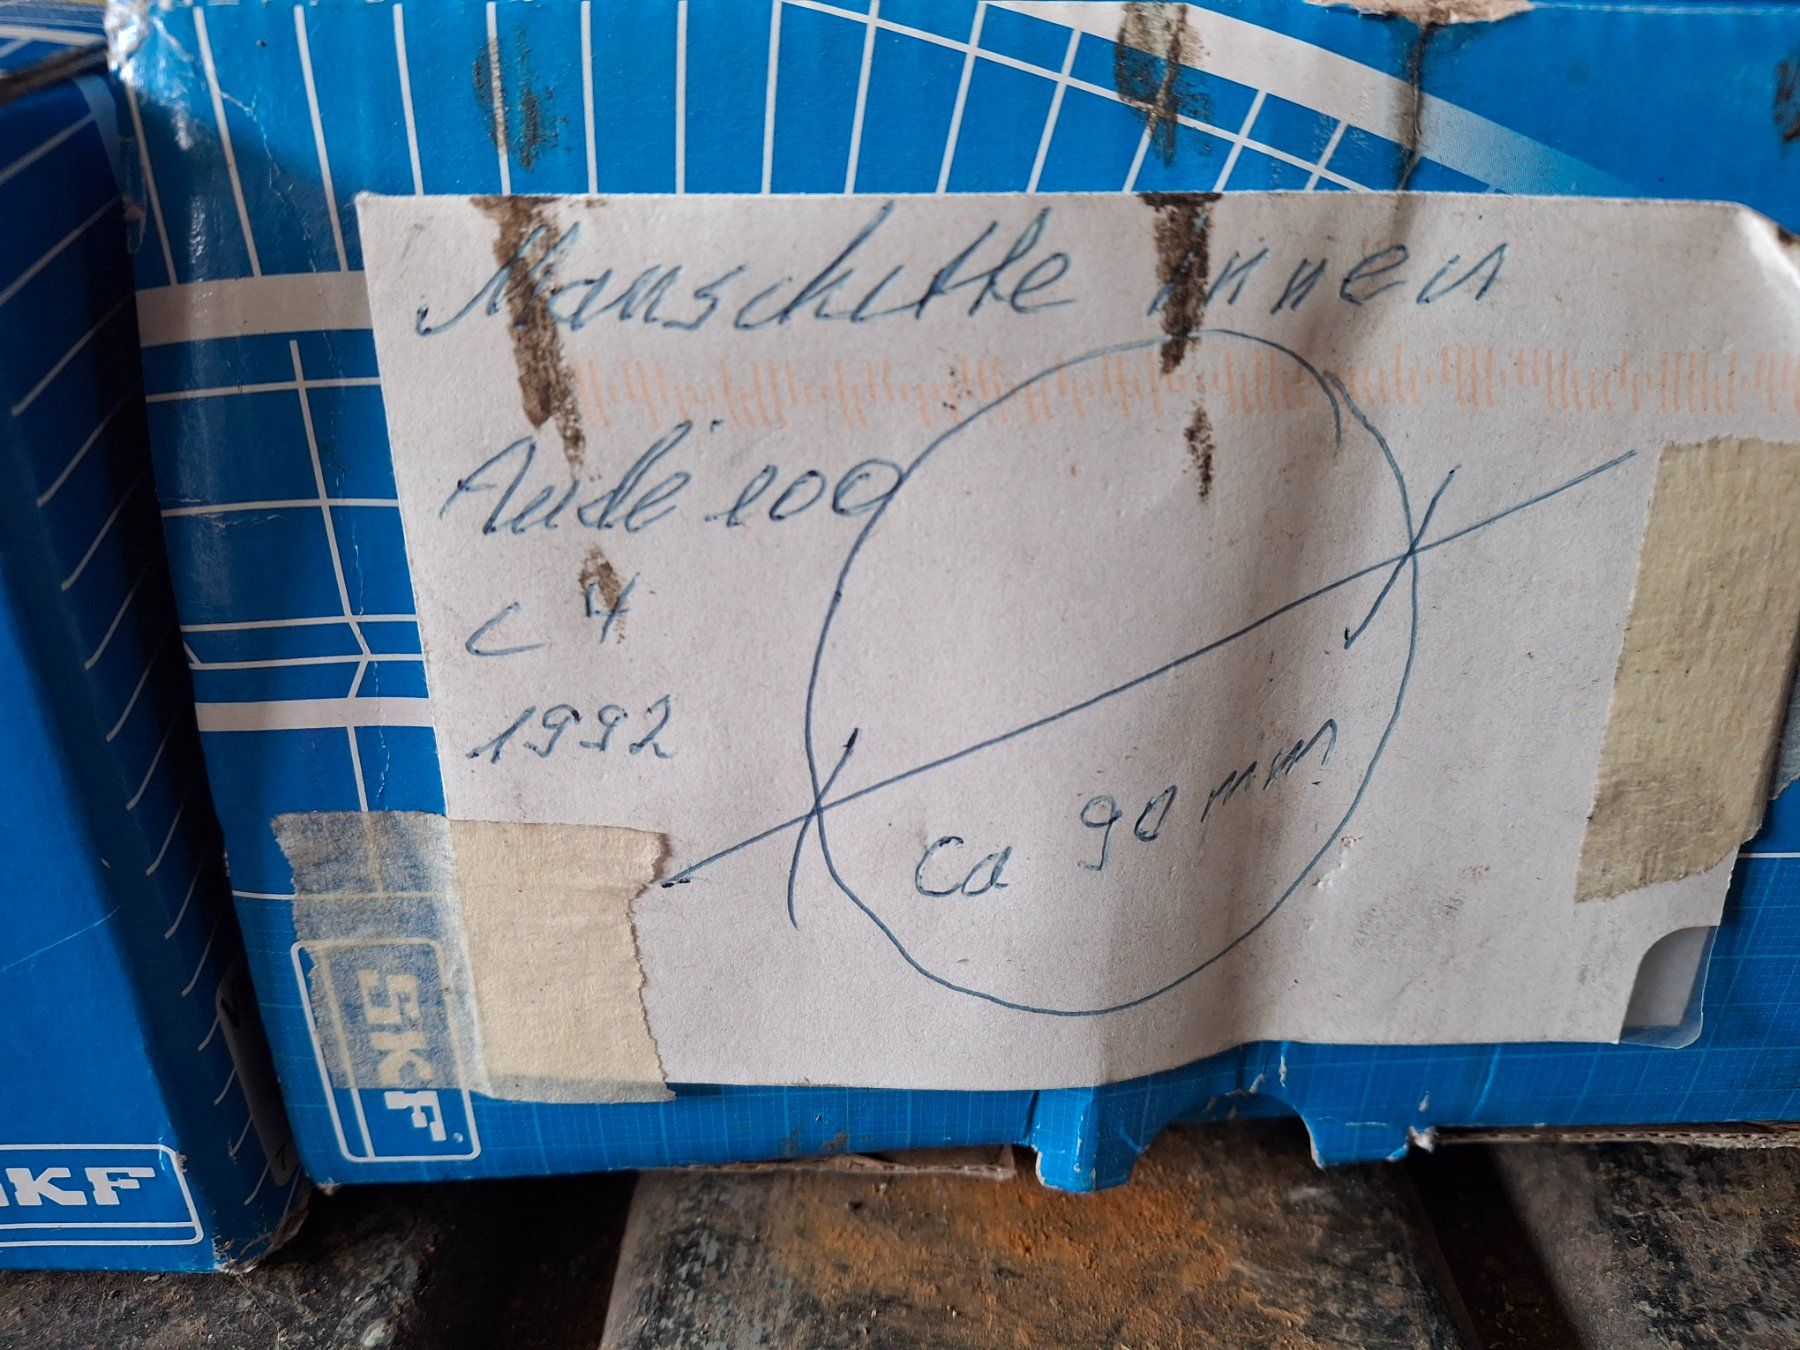 Manschette innen
Audi 100
C4
1992
ca 90 mm
SKF
SKF